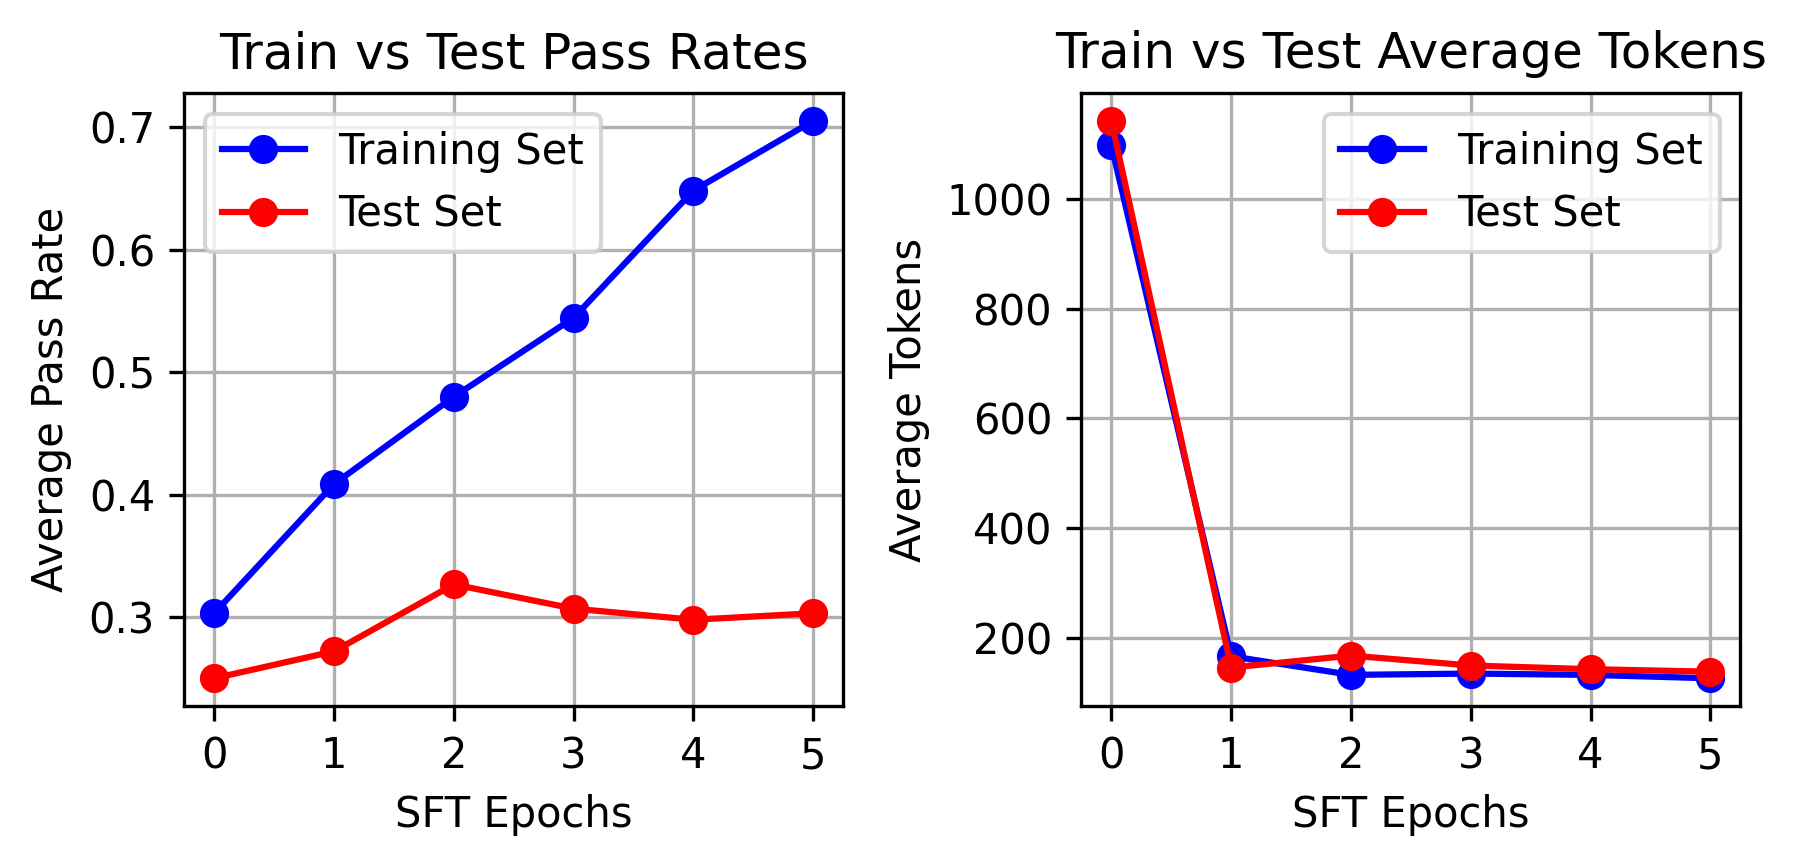 Train vs Test Pass Rates
Training Set
Test Set
Average Pass Rate
0.7
0.6
0.5
0.4
0.3
0 1 2 3 4 5
SFT Epochs
Train vs Test Average Tokens
Training Set
Test Set
Average Tokens
1000
800
600
400
200
0 1 2 3 4 5
SFT Epochs